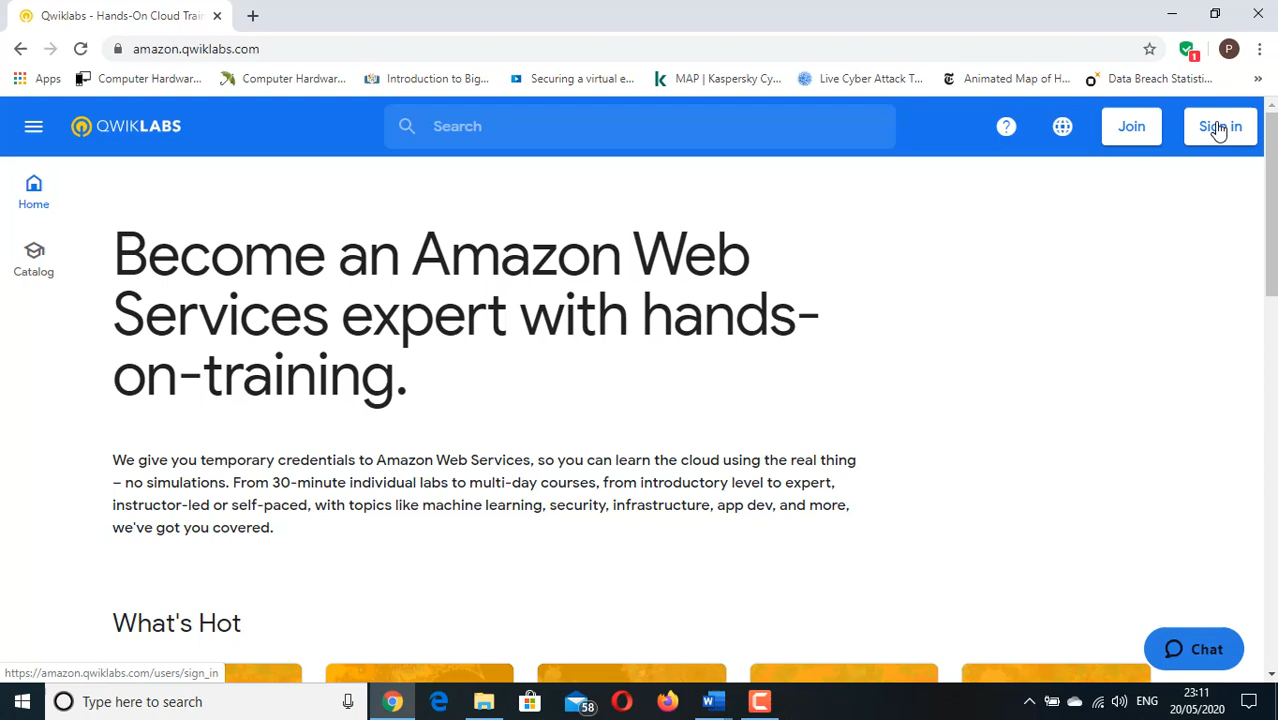 Qwiklabs - Hands-On Cloud Train
amazon.qwiklabs.com
1
P
Apps
Computer Hardwar...
Computer Hardwar...
Introduction to Big...
Securing a virtual e...
MAP | Kaspersky Cy...
Live Cyber Attack T...
Animated Map of H...
Data Breach Statisti...
»
QWIKLABS
Search
Join
Sign in
Home
Catalog
Become an Amazon Web
Services expert with hands-
on-training.
We give you temporary credentials to Amazon Web Services, so you can learn the cloud using the real thing
– no simulations. From 30-minute individual labs to multi-day courses, from introductory level to expert,
instructor-led or self-paced, with topics like machine learning, security, infrastructure, app dev, and more,
we've got you covered.
What's Hot
Chat
https://amazon.qwiklabs.com/users/sign_in
Type here to search
58
ENG
23:11
20/05/2020